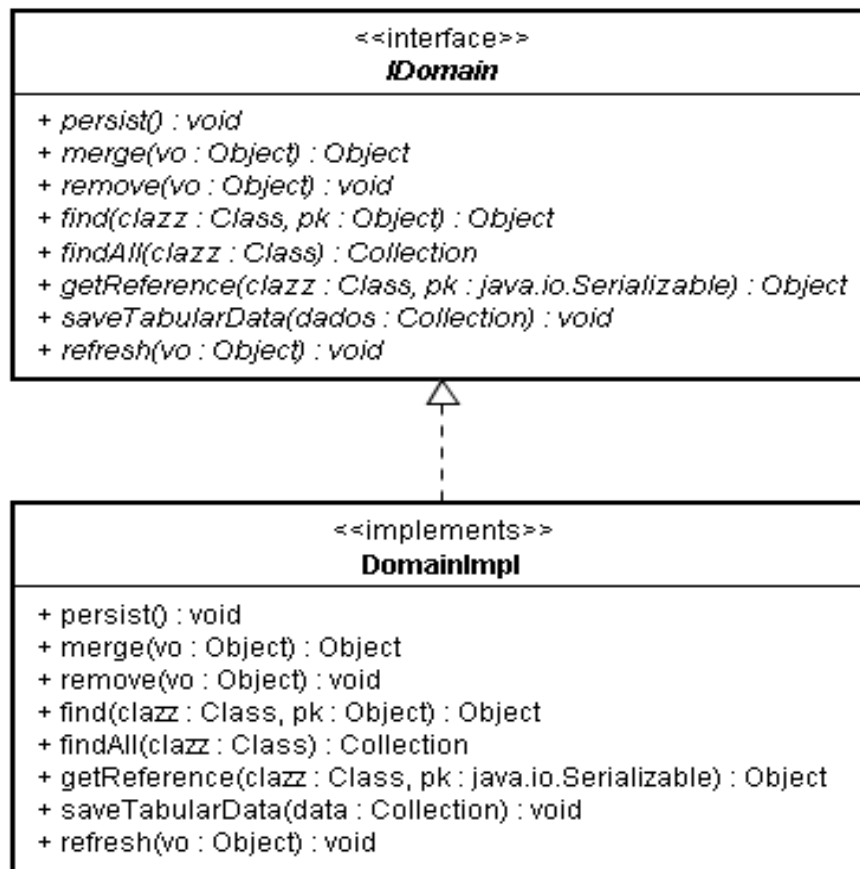 <<interface>>
IDomain
+ persist() : void
+ merge(vo : Object) : Object
+ remove(vo : Object) : void
+ find(clazz : Class, pk : Object) : Object
+ findAll(clazz : Class) : Collection
+ getReference(clazz : Class, pk : java.io.Serializable) : Object
+ saveTabularData(dados : Collection) : void
+ refresh(vo : Object) : void
<<implements>>
DomainImpl
+ persist() : void
+ merge(vo : Object) : Object
+ remove(vo : Object) : void
+ find(clazz : Class, pk : Object) : Object
+ findAll(clazz : Class) : Collection
+ getReference(clazz : Class, pk : java.io.Serializable) : Object
+ saveTabularData(data : Collection) : void
+ refresh(vo : Object) : void